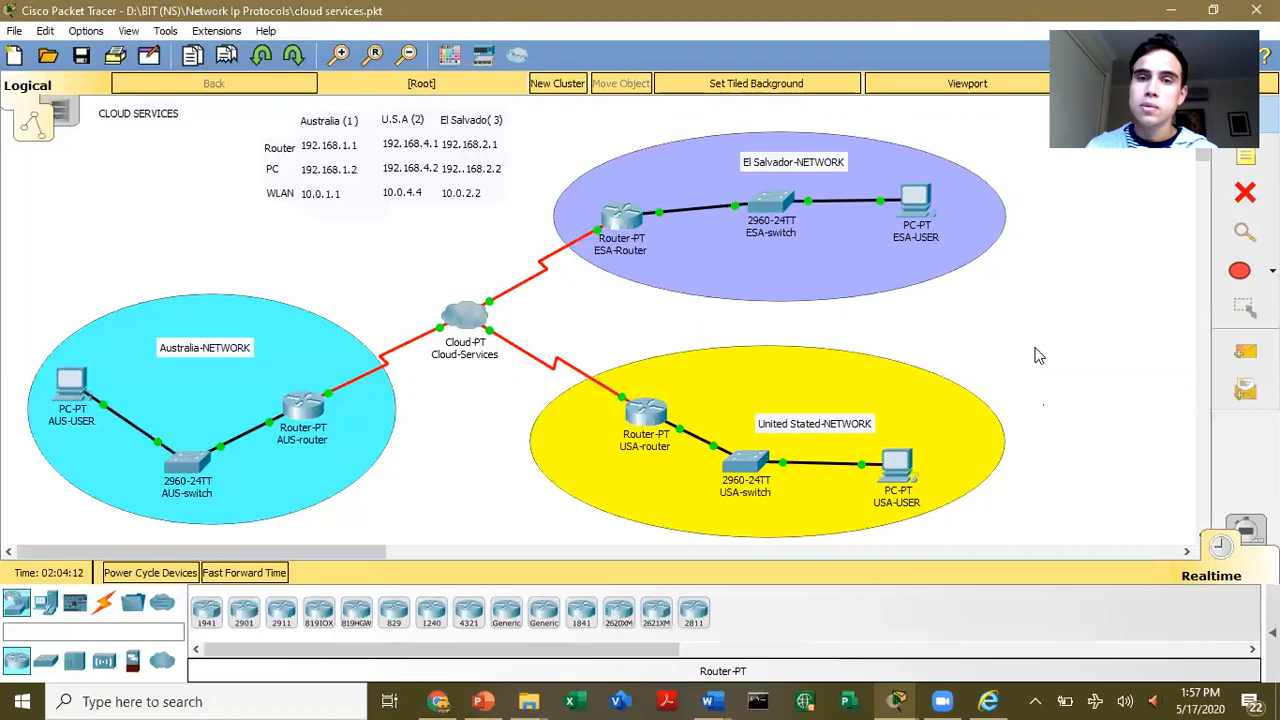 Cisco Packet Tracer - D:\BIT (NS)\Network Ip Protocols\cloud services.pkt
File Edit Options View Tools Extensions Help
Logical Back [Root] New Cluster Move Object Set Tiled Background Viewport
CLOUD SERVICES
Australia (1) U.S.A (2) El Salvado( 3)
Router 192.168.1.1 192.168.4.1 192.168.2.1
PC 192.168.1.2 192.168.4.2 192..168.2.2
WLAN 10.0.1.1 10.0.4.4 10.0.2.2
El Salvador-NETWORK
Router-PT
ESA-Router
2960-24TT
ESA-switch
PC-PT
ESA-USER
Cloud-PT
Cloud-Services
Australia-NETWORK
PC-PT
AUS-USER
Router-PT
AUS-router
2960-24TT
AUS-switch
United Stated-NETWORK
Router-PT
USA-router
2960-24TT
USA-switch
PC-PT
USA-USER
Time: 02:04:12 Power Cycle Devices Fast Forward Time Realtime
1941 2901 2911 819IOX 819HGW 829 1240 4321 Generic Generic 1841 2620XM 2621XM 2811
Router-PT
Type here to search
1:57 PM
5/17/2020
22